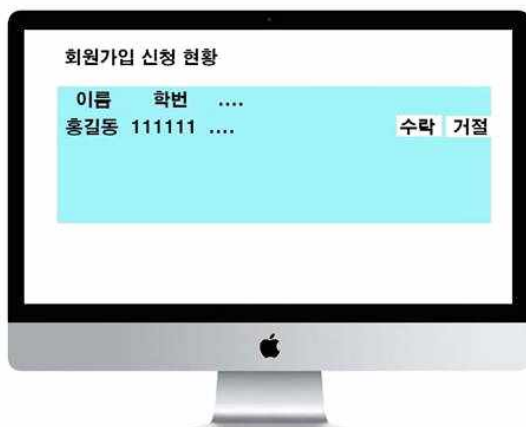 회원가입 신청 현황
이름 학번 ....
홍길동 111111 .... 수락 거절